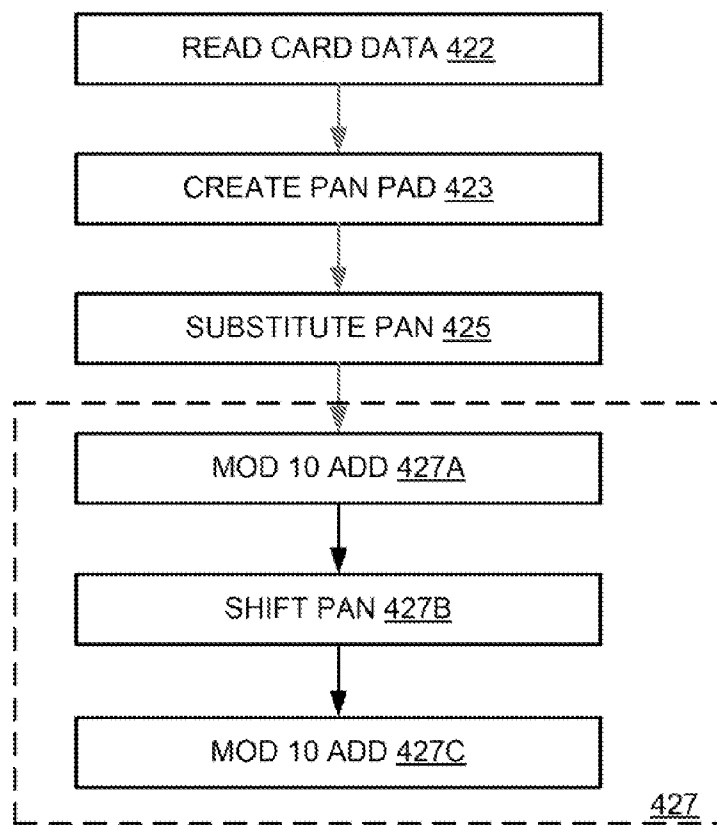 READ CARD DATA 422
CREATE PAN PAD 423
SUBSTITUTE PAN 425
MOD 10 ADD 427A
SHIFT PAN 427B
MOD 10 ADD 427C
427